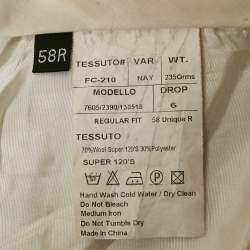 58R
TESSUTO# VAR. WT.
FC-210 NAY 235Grms
MODELLO DROP
7605/2390/130518 6
REGULAR FIT 58 Unique R
TESSUTO
70%Wool Super 120'S 30%Polyester
SUPER 120'S
Hand Wash Cold Water / Dry Clean
Do Not Bleach
Medium Iron
Do Not Tumble Dry
Made in China